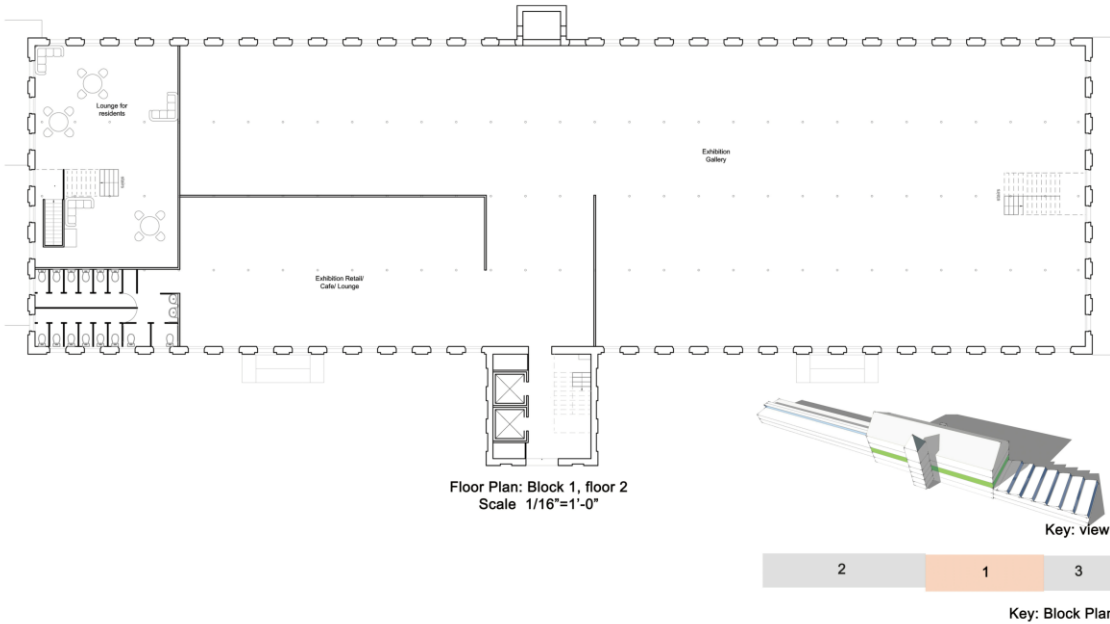 Lounge for
residents
Exhibition
Gallery
Exhibition Retail/
Cafe/ Lounge
Floor Plan: Block 1, floor 2
Scale 1/16"=1'-0"
Key: view
2
1
3
Key: Block Plan